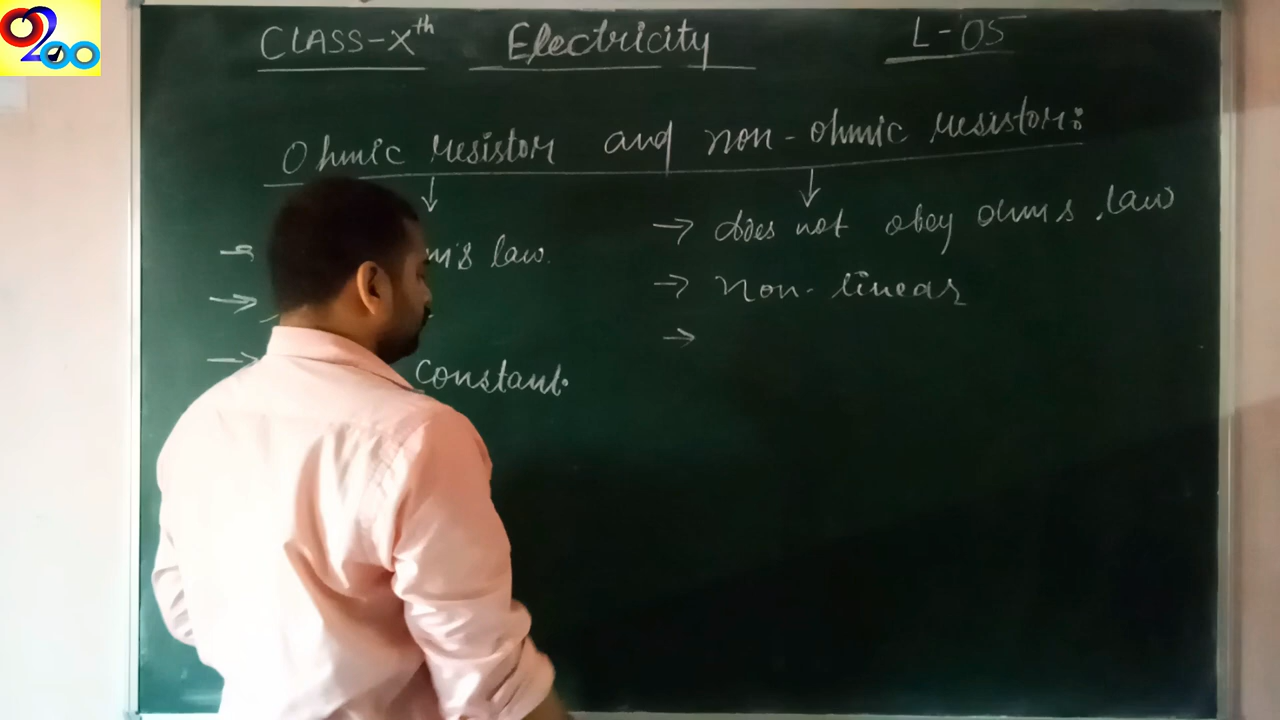 O2OO
CLASS-Xth Electricity L-05
Ohmic resistor and non-ohmic resistor:
→ m's law.
→
→ constant.
→ does not obey ohm's law
→ Non-linear
→